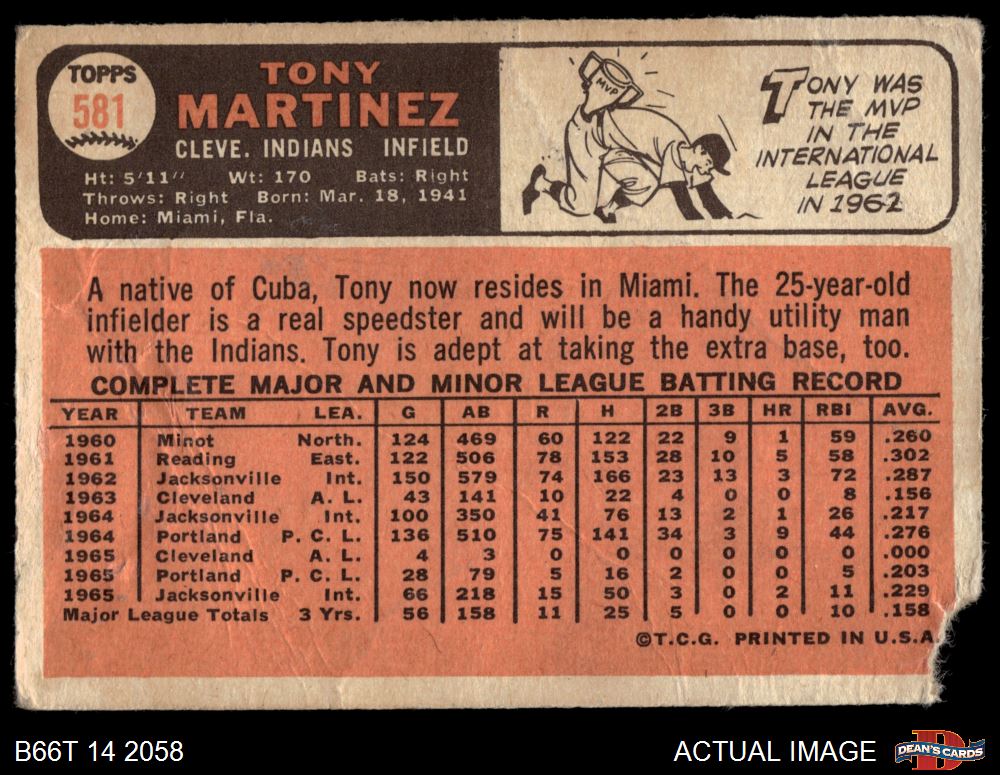 TOPPS
581
TONY
MARTINEZ
CLEVE. INDIANS INFIELD
Ht: 5'11" Wt: 170 Bats: Right
Throws: Right Born: Mar. 18, 1941
Home: Miami, Fla.
MVP
TONY WAS
THE MVP
IN THE
INTERNATIONAL
LEAGUE
IN 1962
A native of Cuba, Tony now resides in Miami. The 25-year-old
infielder is a real speedster and will be a handy utility man
with the Indians. Tony is adept at taking the extra base, too.
COMPLETE MAJOR AND MINOR LEAGUE BATTING RECORD
YEAR TEAM LEA. G AB R H 2B 3B HR RBI AVG.
1960 Minot North. 124 469 60 122 22 9 1 59 .260
1961 Reading East. 122 506 78 153 28 10 5 58 .302
1962 Jacksonville Int. 150 579 74 166 23 13 3 72 .287
1963 Cleveland A. L. 43 141 10 22 4 0 0 8 .156
1964 Jacksonville Int. 100 350 41 76 13 2 1 26 .217
1964 Portland P. C. L. 136 510 75 141 34 3 9 44 .276
1965 Cleveland A. L. 4 3 0 0 0 0 0 0 .000
1965 Portland P. C. L. 28 79 5 16 2 0 0 5 .203
1965 Jacksonville Int. 66 218 15 50 3 0 2 11 .229
Major League Totals 3 Yrs. 56 158 11 25 5 0 0 10 .158
©T.C.G. PRINTED IN U.S.A.
B66T 14 2058
ACTUAL IMAGE
DEAN'S CARDS